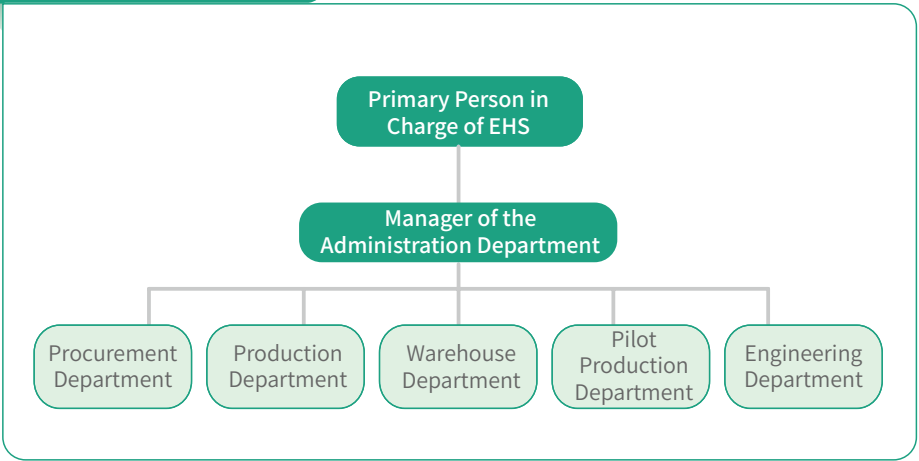 Primary Person in
Charge of EHS
Manager of the
Administration Department
Procurement
Department
Production
Department
Warehouse
Department
Pilot
Production
Department
Engineering
Department